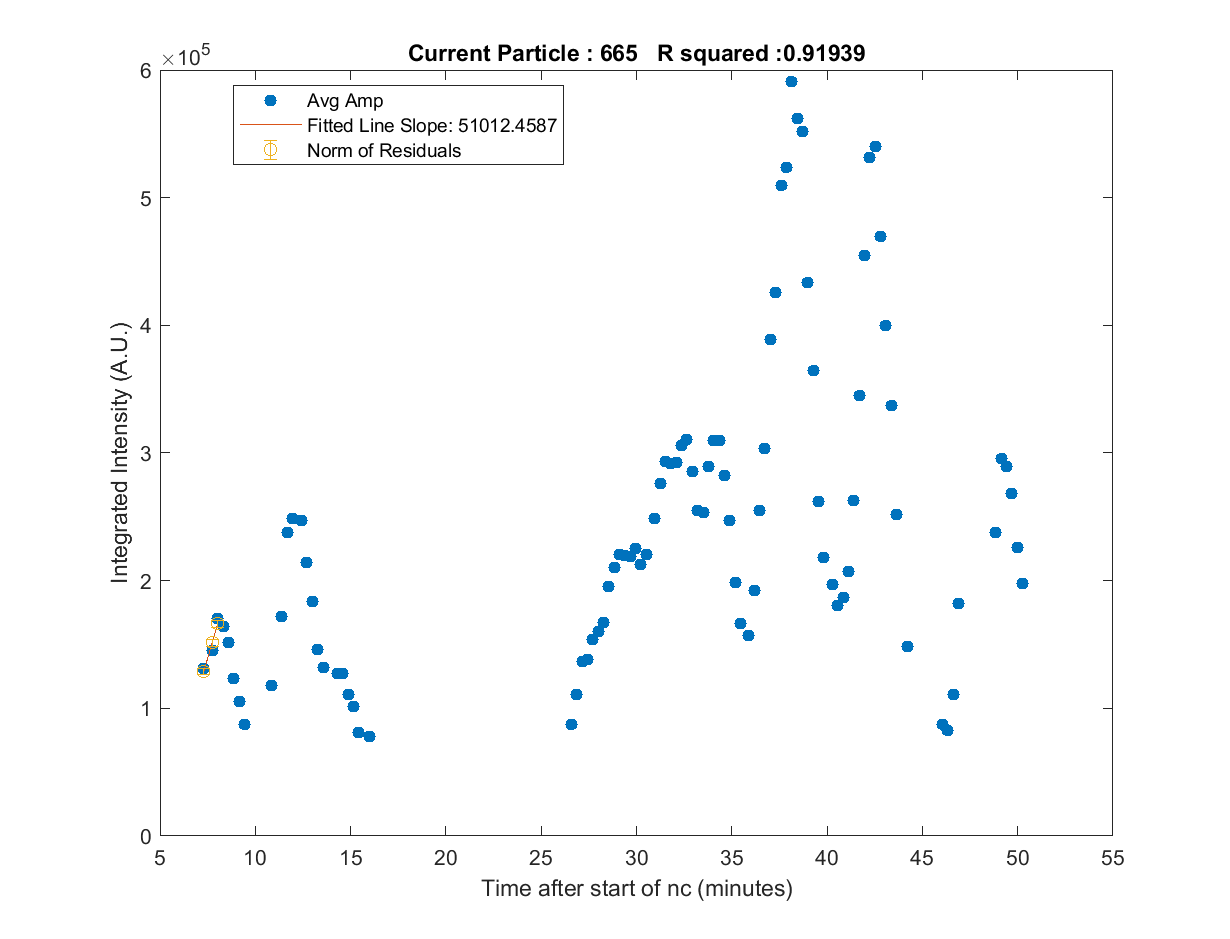 Current Particle : 665   R squared :0.91939
×10^5
Avg Amp
Fitted Line Slope: 51012.4587
Norm of Residuals
6
5
4
3
2
1
0
Integrated Intensity (A.U.)
5 10 15 20 25 30 35 40 45 50 55
Time after start of nc (minutes)